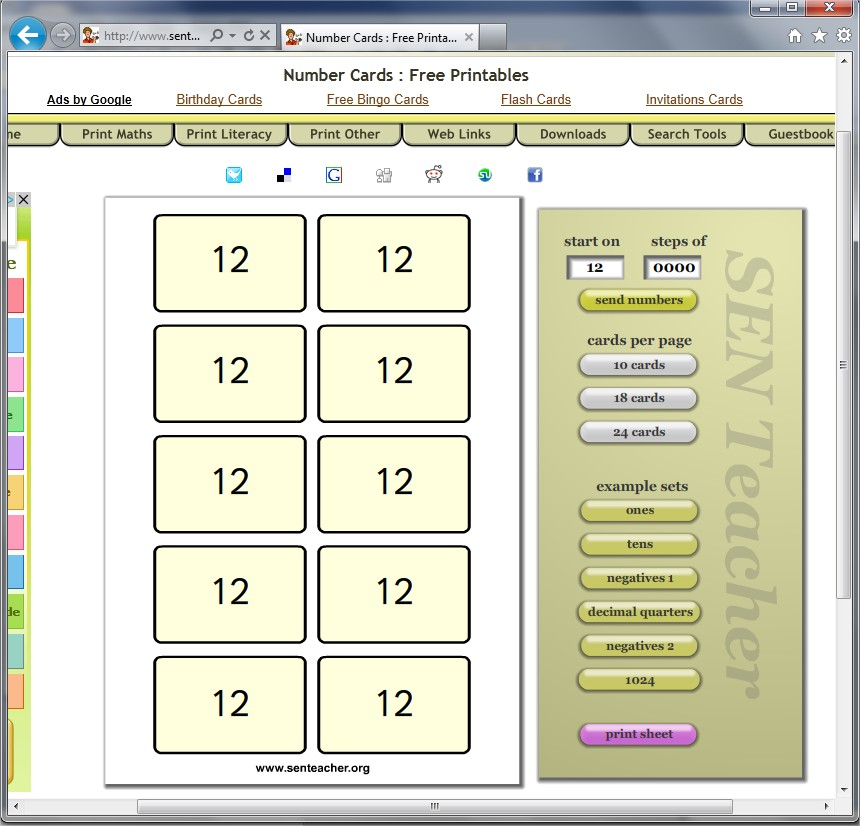 http://www.sent...
Number Cards : Free Printa...
Number Cards : Free Printables
Ads by Google
Birthday Cards
Free Bingo Cards
Flash Cards
Invitations Cards
me
Print Maths
Print Literacy
Print Other
Web Links
Downloads
Search Tools
Guestbook
e
e
e
de
12 12
12 12
12 12
12 12
12 12
www.senteacher.org
start on steps of
12 0000
send numbers
cards per page
10 cards
18 cards
24 cards
example sets
ones
tens
negatives 1
decimal quarters
negatives 2
1024
print sheet
SEN Teacher